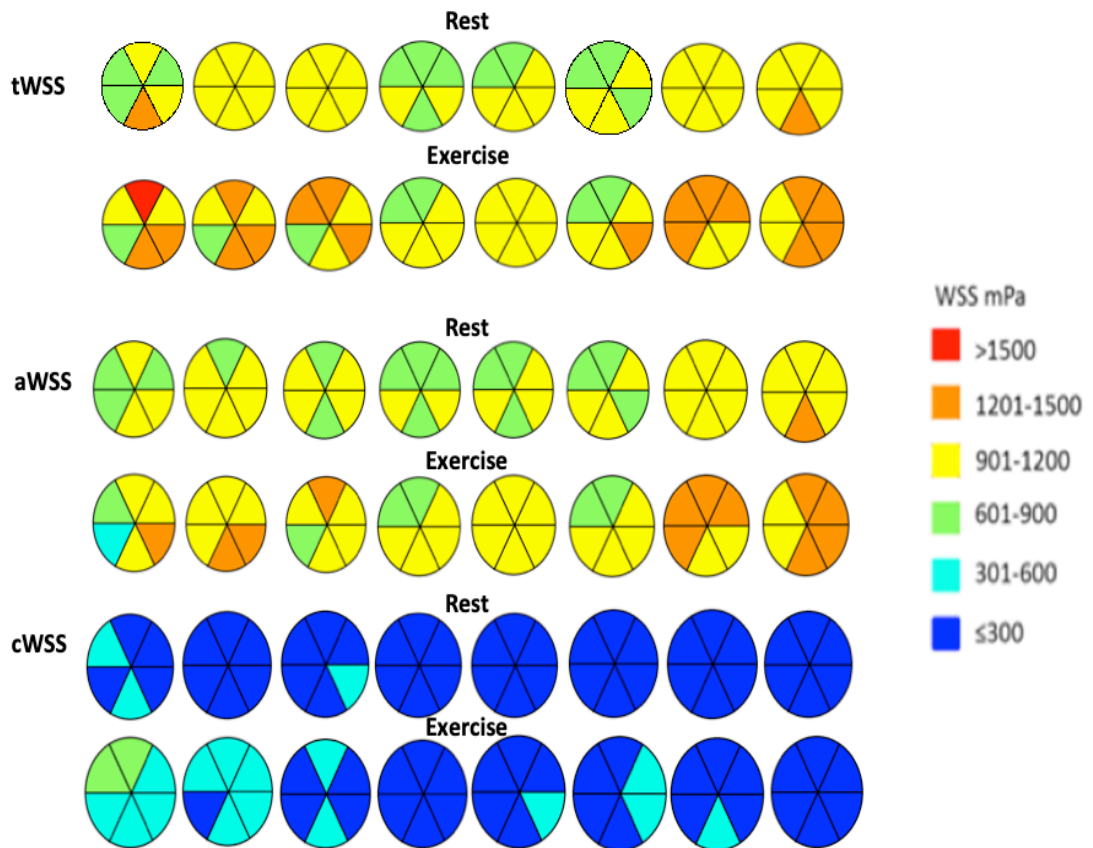 Rest
tWSS
Exercise
Rest
aWSS
Exercise
Rest
cWSS
Exercise
WSS mPa
>1500
1201-1500
901-1200
601-900
301-600
≤300